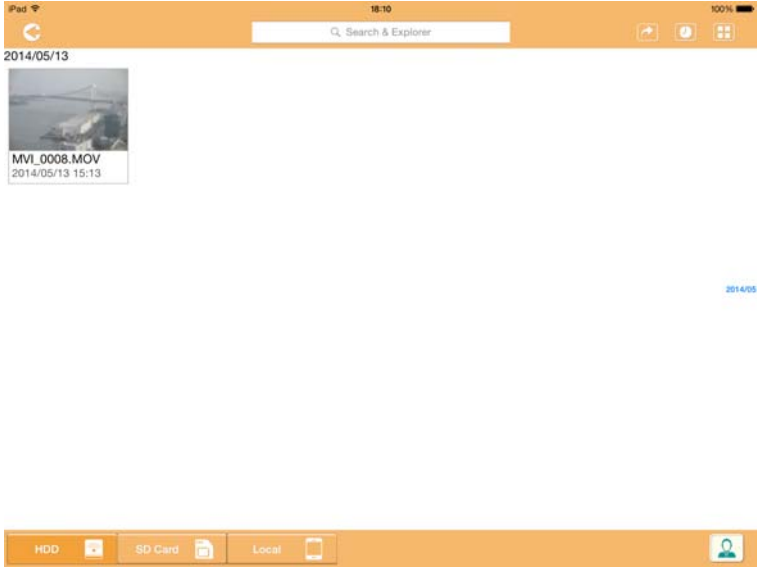 iPad 18:10 100%
Search & Explorer
2014/05/13
MVI_0008.MOV
2014/05/13 15:13
2014/05
HDD SD Card Local